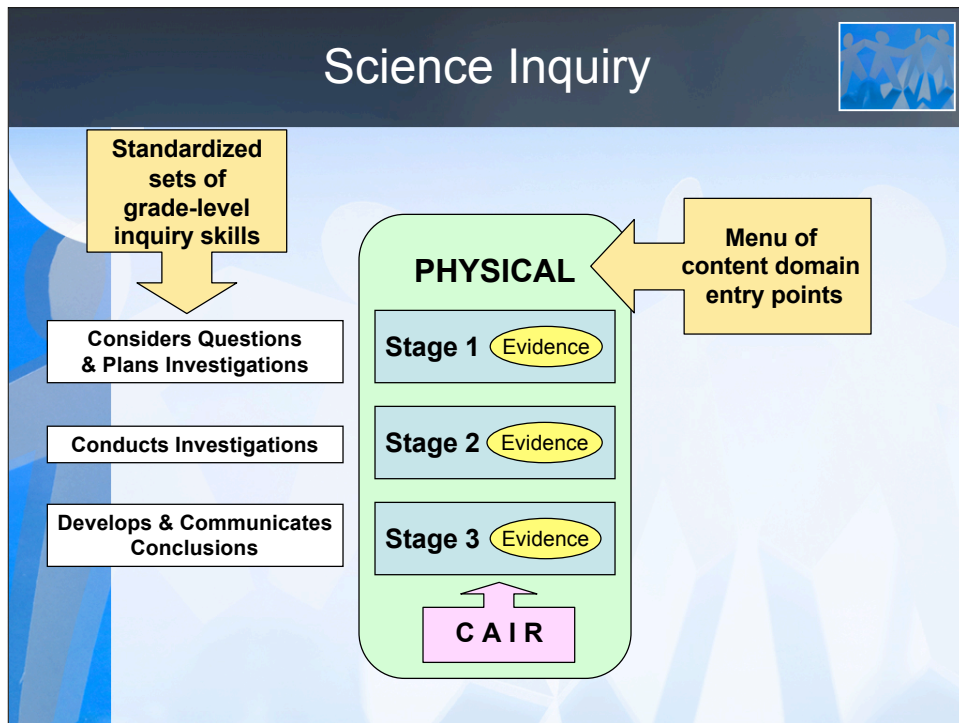 Science Inquiry
Standardized
sets of
grade-level
inquiry skills
Considers Questions
& Plans Investigations
Conducts Investigations
Develops & Communicates
Conclusions
PHYSICAL
Stage 1 Evidence
Stage 2 Evidence
Stage 3 Evidence
C A I R
Menu of
content domain
entry points